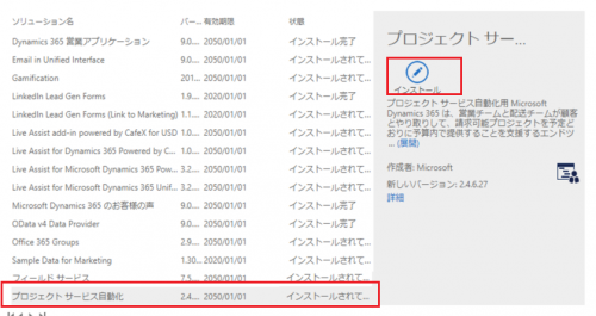 ソリューション名 バー... 有効期限 状態
Dynamics 365 営業アプリケーション 9.0... 2050/01/01 インストール完了
Email in Unified Interface 9.0... 2050/01/01 インストールされて...
Gamification 201... 2050/01/01 インストールされて...
LinkedIn Lead Gen Forms 1.9... 2020/01/01 インストール完了
LinkedIn Lead Gen Forms (Link to Marketing) 1.1... 2020/01/01 インストールされて...
Live Assist add-in powered by CafeX for USD 1.0... 2050/01/01 インストールされて...
Live Assist for Dynamics 365 Powered by C... 1.0... 2050/01/01 インストールされて...
Live Assist for Microsoft Dynamics 365 Pow... 3.2... 2050/01/01 インストールされて...
Live Assist for Microsoft Dynamics 365 Unif... 3.2... 2050/01/01 インストールされて...
Microsoft Dynamics 365 のお客様の声 9.0... 2050/01/01 インストール完了
OData v4 Data Provider 9.0... 2050/01/01 インストール完了
Office 365 Groups 2.9... 2050/01/01 インストールされて...
Sample Data for Marketing 1.30... 2020/01/01 インストールされて...
フィールド サービス 7.5... 2050/01/01 インストールされて...
プロジェクト サービス自動化 2.4... 2050/01/01 インストールされて...
プロジェクト サー...
インストール
プロジェクト サービス自動化用 Microsoft
Dynamics 365 は、営業チームと配送チームが顧客
とやり取りして、請求可能プロジェクトを予定ど
おりに予算内で提供することを支援するエンドツ
... (展開)
作成者: Microsoft
新しいバージョン: 2.4.6.27
詳細